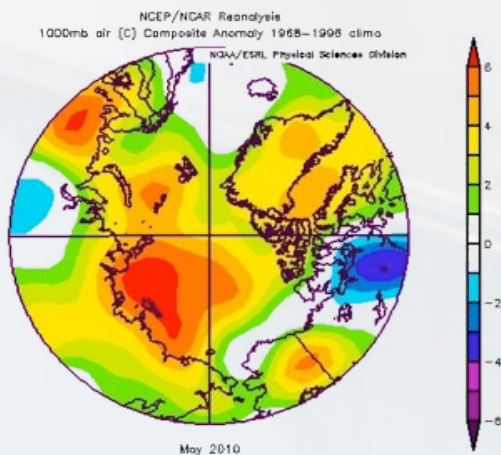 NCEP/NCAR Reanalysis
1000mb air (C) Composite Anomaly 1968-1996 climo
NOAA/ESRL Physical Sciences Division
6
4
2
0
-2
-4
-6
May 2010